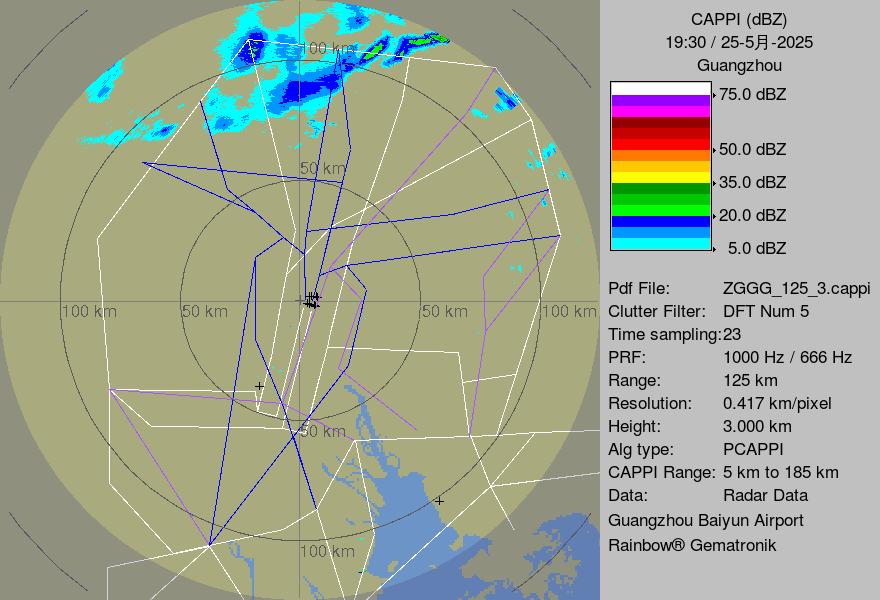 CAPPI (dBZ)
19:30 / 25-5月-2025
Guangzhou
75.0 dBZ
50.0 dBZ
35.0 dBZ
20.0 dBZ
5.0 dBZ
Pdf File: ZGGG_125_3.cappi
Clutter Filter: DFT Num 5
Time sampling:23
PRF: 1000 Hz / 666 Hz
Range: 125 km
Resolution: 0.417 km/pixel
Height: 3.000 km
Alg type: PCAPPI
CAPPI Range: 5 km to 185 km
Data: Radar Data
Guangzhou Baiyun Airport
Rainbow® Gematronik
100 km
50 km
100 km
50 km
50 km
100 km
50 km
100 km